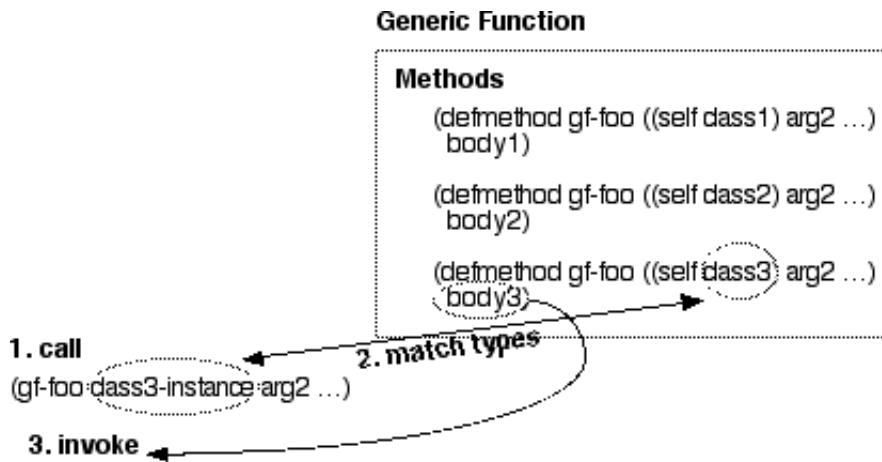 Generic Function
Methods
(defmethod gf-foo ((self class1) arg2 ...)
body1)
(defmethod gf-foo ((self class2) arg2 ...)
body2)
(defmethod gf-foo ((self class3) arg2 ...)
body3)
1. call
2. match types
(gf-foo class3-instance arg2 ...)
3. invoke